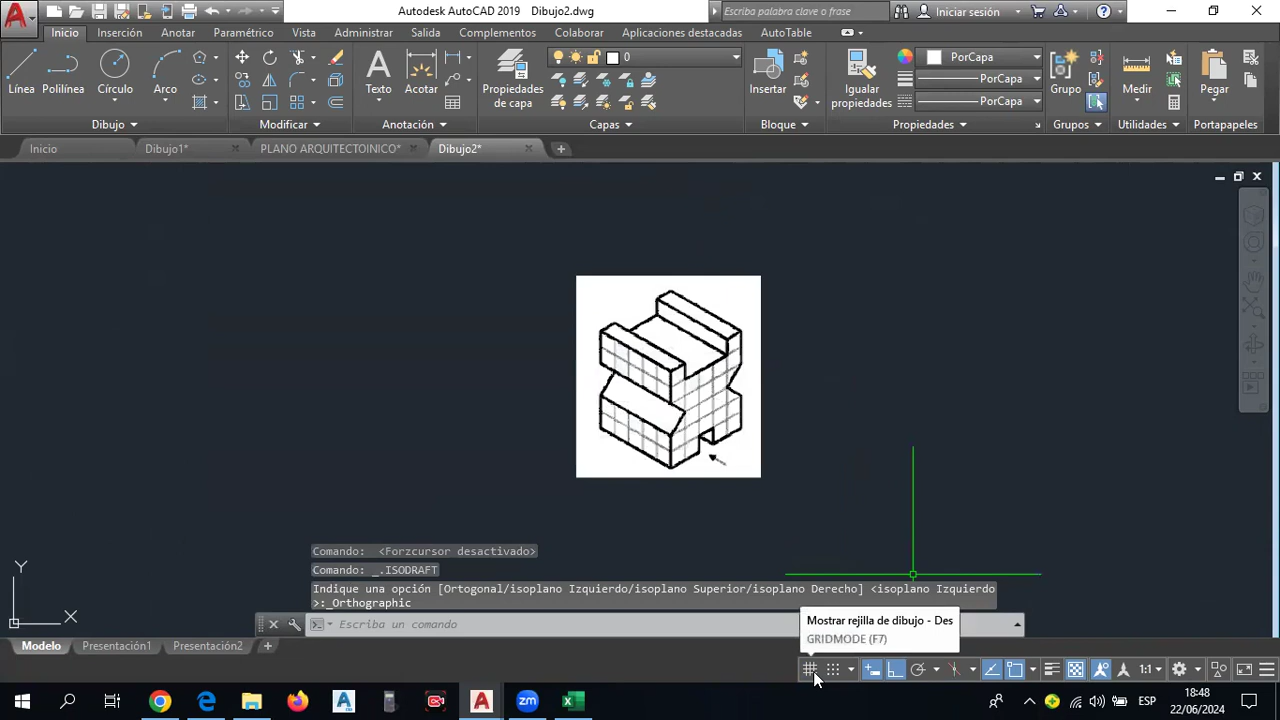 Autodesk AutoCAD 2019 Dibujo2.dwg
Escriba palabra clave o frase
Iniciar sesión
Inicio Inserción Anotar Paramétrico Vista Administrar Salida Complementos Colaborar Aplicaciones destacadas AutoTable
Línea Polilínea Círculo Arco
Texto Acotar
Propiedades de capa
0
Insertar
Igualar propiedades
PorCapa
PorCapa
PorCapa
Grupo
Medir
Pegar
Dibujo Modificar Anotación Capas Bloque Propiedades Grupos Utilidades Portapapeles
Inicio Dibujo1* PLANO ARQUITECTOINICO* Dibujo2*
Comando: <Forzcursor desactivado>
Comando: _.ISODRAFT
Indique una opción [Ortogonal/isoplano Izquierdo/isoplano Superior/isoplano Derecho] <isoplano Izquierdo
>:_Orthographic
Escriba un comando
Mostrar rejilla de dibujo - Des
GRIDMODE (F7)
Y
X
Modelo Presentación1 Presentación2
1:1
ESP
18:48
22/06/2024